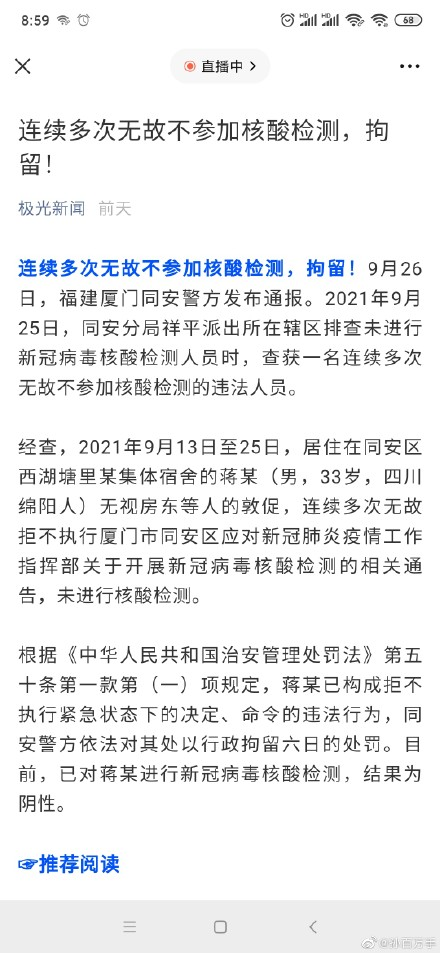 8:59
HD
HD
68
直播中
连续多次无故不参加核酸检测，拘
留！
极光新闻 前天
连续多次无故不参加核酸检测，拘留！9月26
日，福建厦门同安警方发布通报。2021年9月
25日，同安分局祥平派出所在辖区排查未进行
新冠病毒核酸检测人员时，查获一名连续多次
无故不参加核酸检测的违法人员。
经查，2021年9月13日至25日，居住在同安区
西湖塘里某集体宿舍的蒋某（男，33岁，四川
绵阳人）无视房东等人的敦促，连续多次无故
拒不执行厦门市同安区应对新冠肺炎疫情工作
指挥部关于开展新冠病毒核酸检测的相关通
告，未进行核酸检测。
根据《中华人民共和国治安管理处罚法》第五
十条第一款第（一）项规定，蒋某已构成拒不
执行紧急状态下的决定、命令的违法行为，同
安警方依法对其处以行政拘留六日的处罚。目
前，已对蒋某进行新冠病毒核酸检测，结果为
阴性。
☞推荐阅读